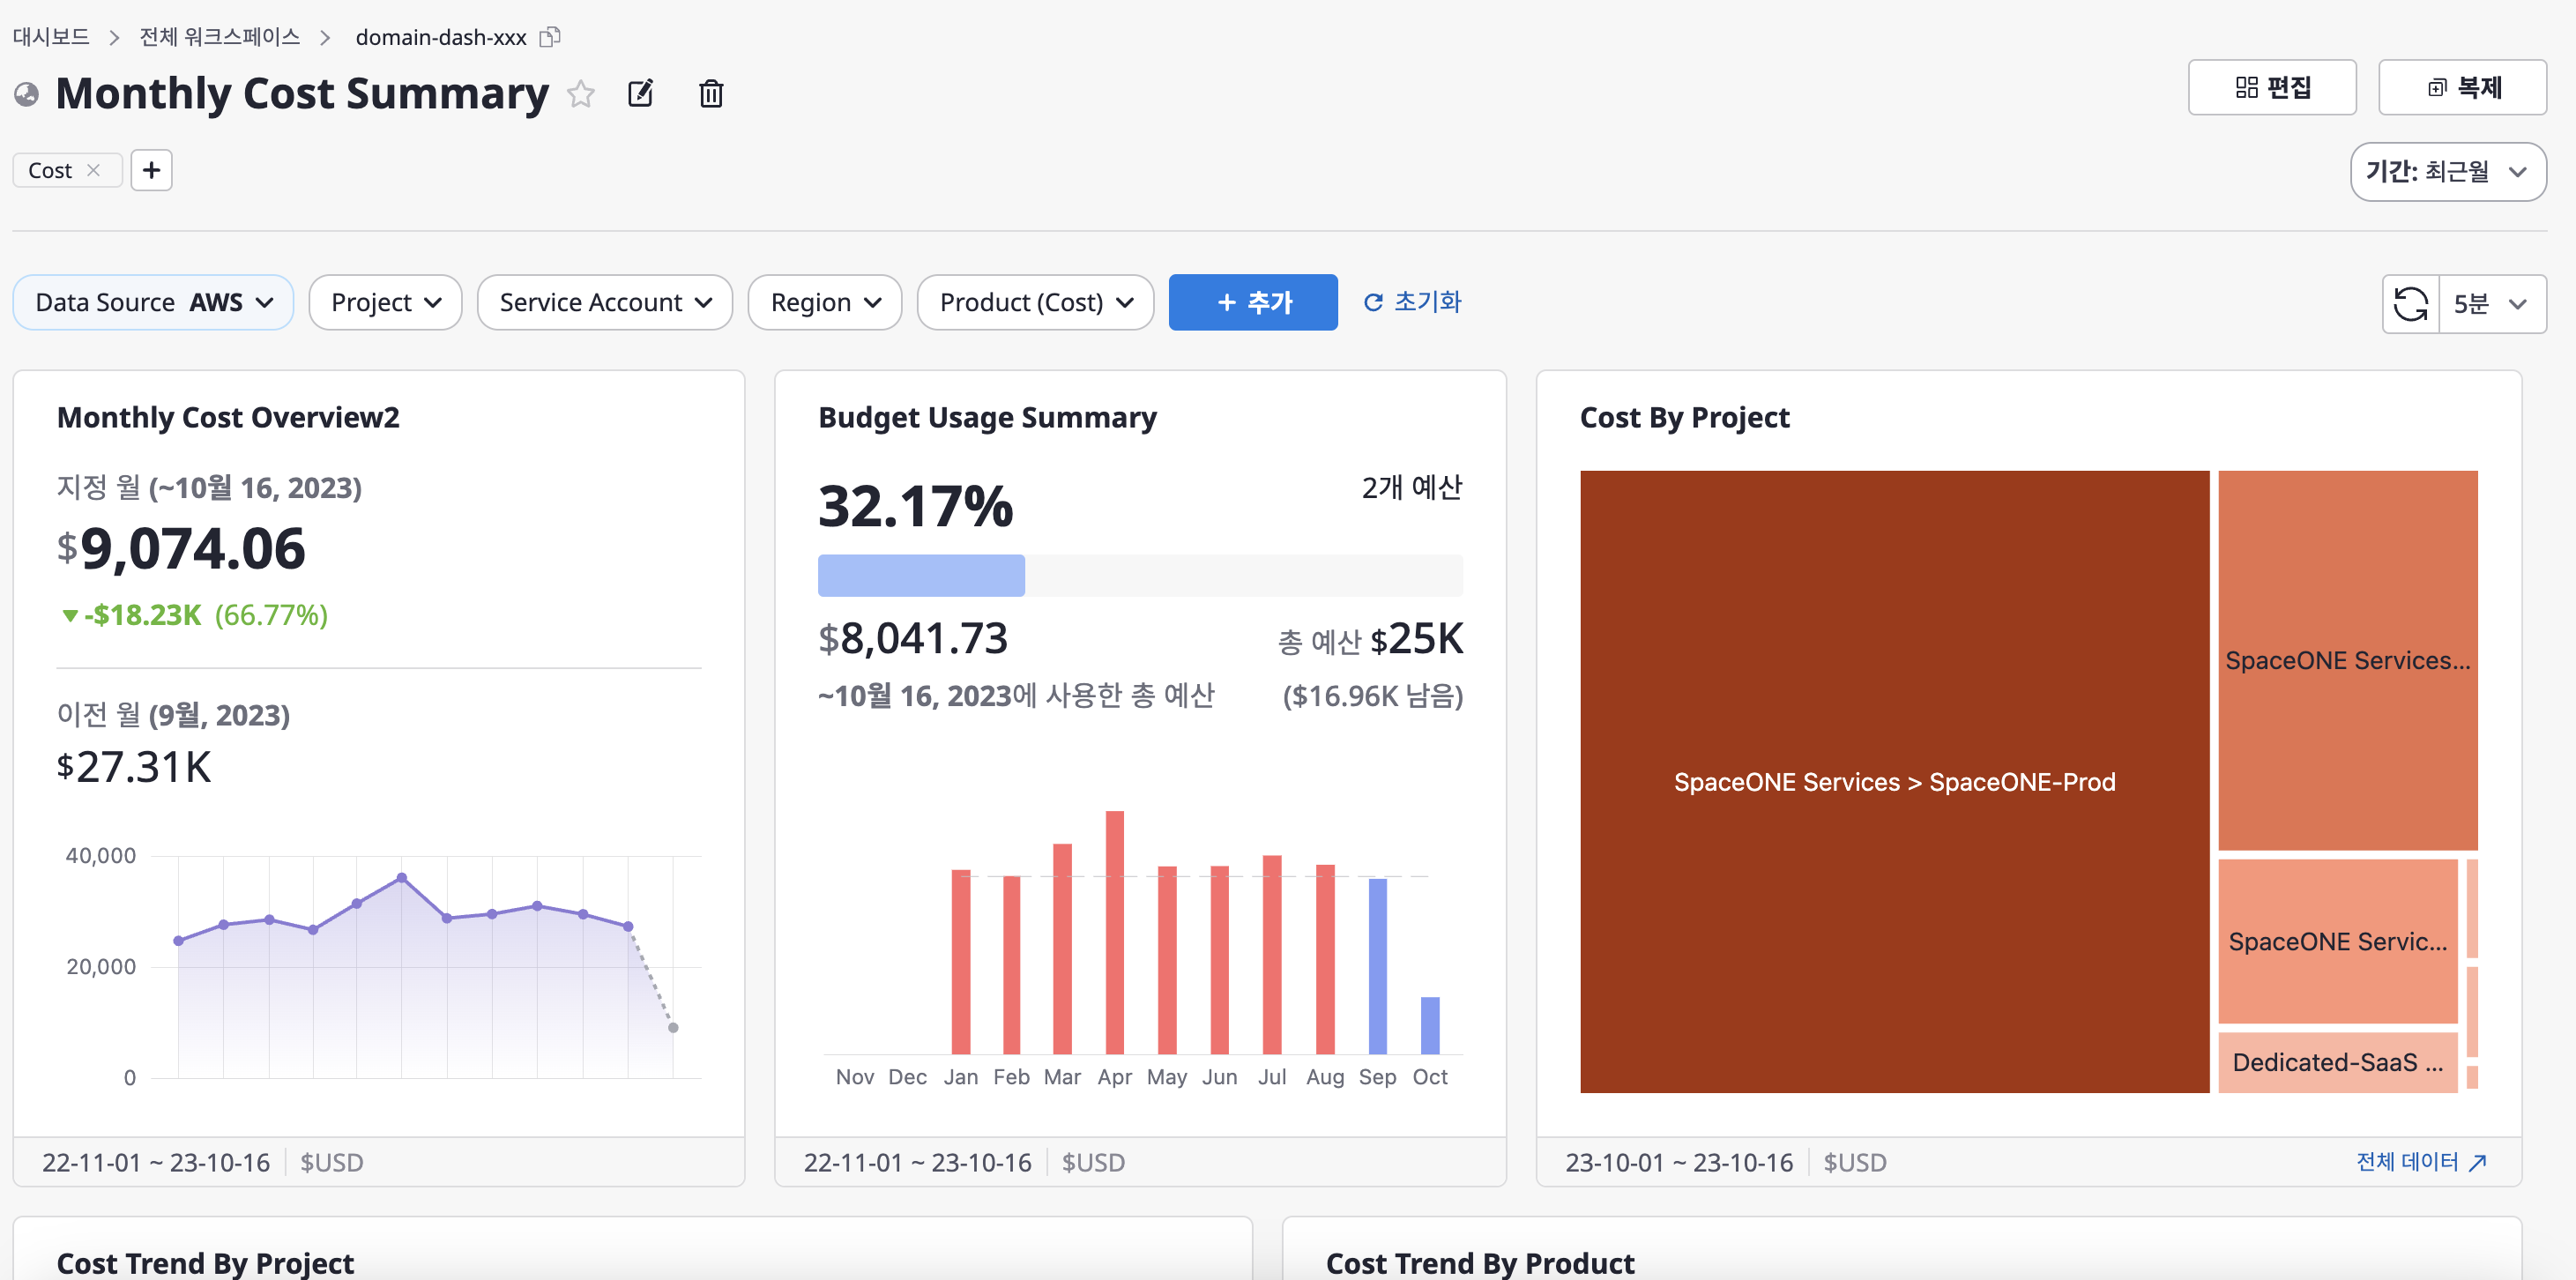 대시보드 > 전체 워크스페이스 > domain-dash-xxx
Monthly Cost Summary
편집
복제
Cost
기간: 최근월
Data Source AWS
Project
Service Account
Region
Product (Cost)
+ 추가
초기화
5분
Monthly Cost Overview2
지정 월 (~10월 16, 2023)
$9,074.06
-$18.23K (66.77%)
이전 월 (9월, 2023)
$27.31K
40,000
20,000
0
22-11-01 ~ 23-10-16 $USD
Budget Usage Summary
32.17%
2개 예산
$8,041.73
총 예산 $25K
~10월 16, 2023에 사용한 총 예산
($16.96K 남음)
Nov Dec Jan Feb Mar Apr May Jun Jul Aug Sep Oct
22-11-01 ~ 23-10-16 $USD
Cost By Project
SpaceONE Services > SpaceONE-Prod
SpaceONE Services...
SpaceONE Servic...
Dedicated-SaaS ...
23-10-01 ~ 23-10-16 $USD
전체 데이터
Cost Trend By Project
Cost Trend By Product